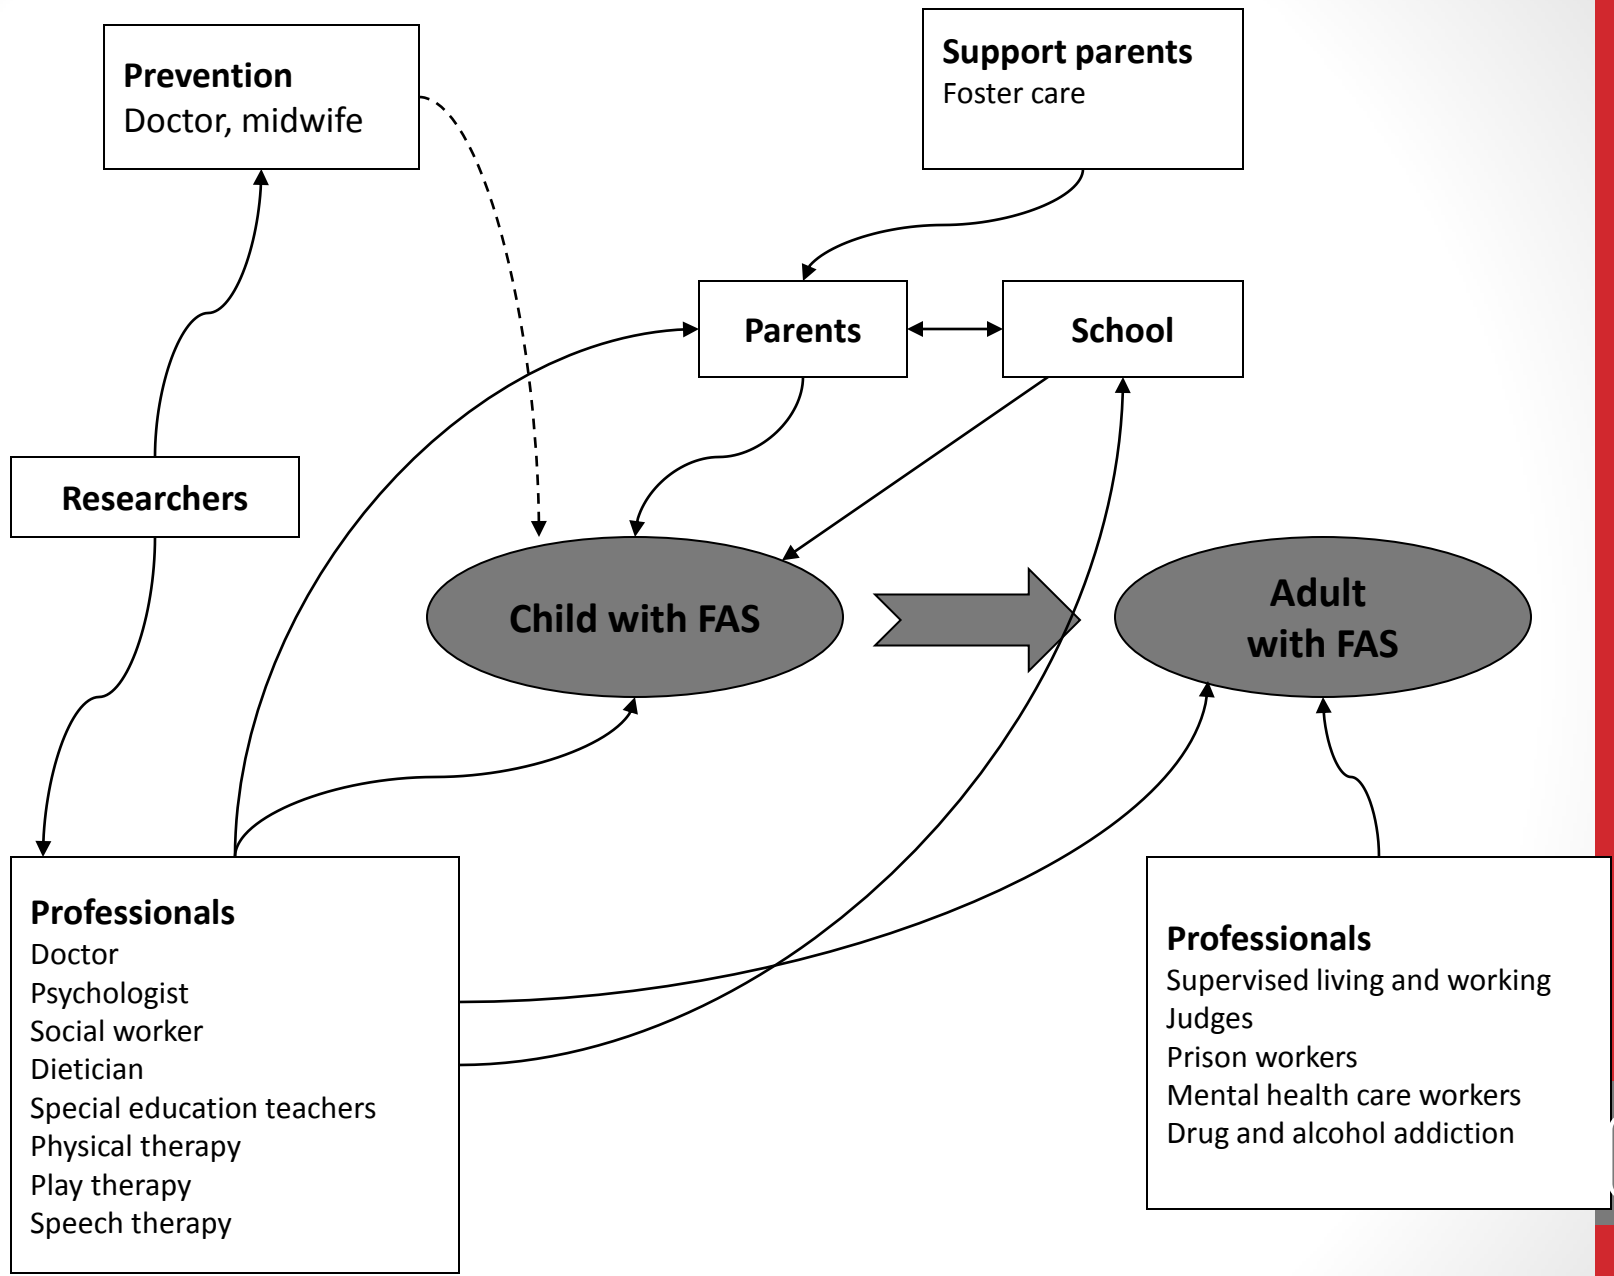 Prevention
Doctor, midwife
Support parents
Foster care
Parents
School
Researchers
Child with FAS
Adult
with FAS
Professionals
Doctor
Psychologist
Social worker
Dietician
Special education teachers
Physical therapy
Play therapy
Speech therapy
Professionals
Supervised living and working
Judges
Prison workers
Mental health care workers
Drug and alcohol addiction